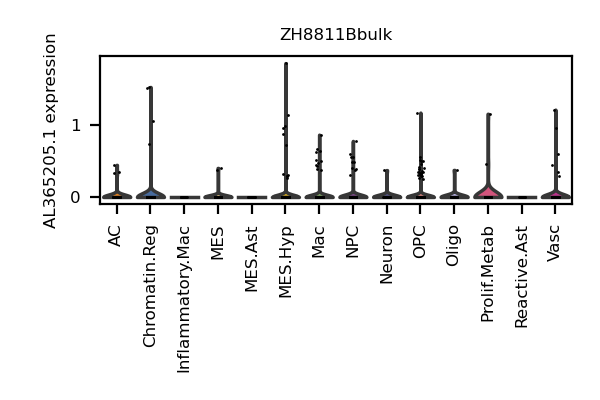 ZH8811Bbulk
AL365205.1 expression
1
0
AC
Chromatin.Reg
Inflammatory.Mac
MES
MES.Ast
MES.Hyp
Mac
NPC
Neuron
OPC
Oligo
Prolif.Metab
Reactive.Ast
Vasc